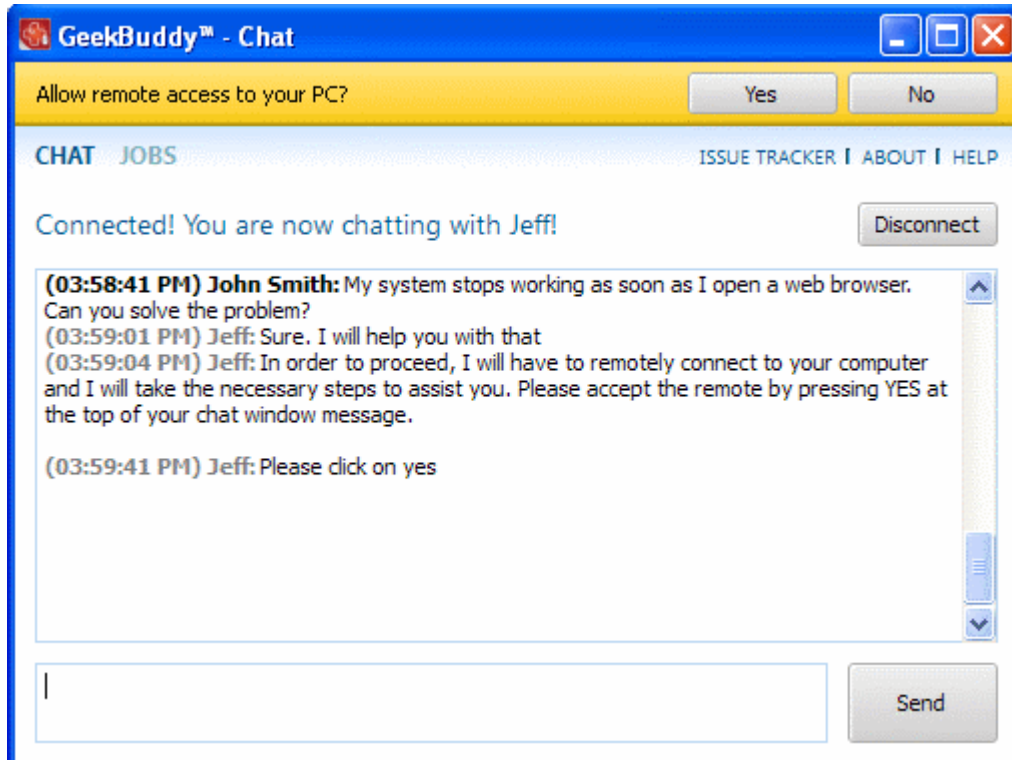 GeekBuddy™ - Chat
Allow remote access to your PC?
Yes
No
CHAT JOBS
ISSUE TRACKER | ABOUT | HELP
Connected! You are now chatting with Jeff!
Disconnect
(03:58:41 PM) John Smith: My system stops working as soon as I open a web browser.
Can you solve the problem?
(03:59:01 PM) Jeff: Sure. I will help you with that
(03:59:04 PM) Jeff: In order to proceed, I will have to remotely connect to your computer
and I will take the necessary steps to assist you. Please accept the remote by pressing YES at
the top of your chat window message.
(03:59:41 PM) Jeff: Please click on yes
Send